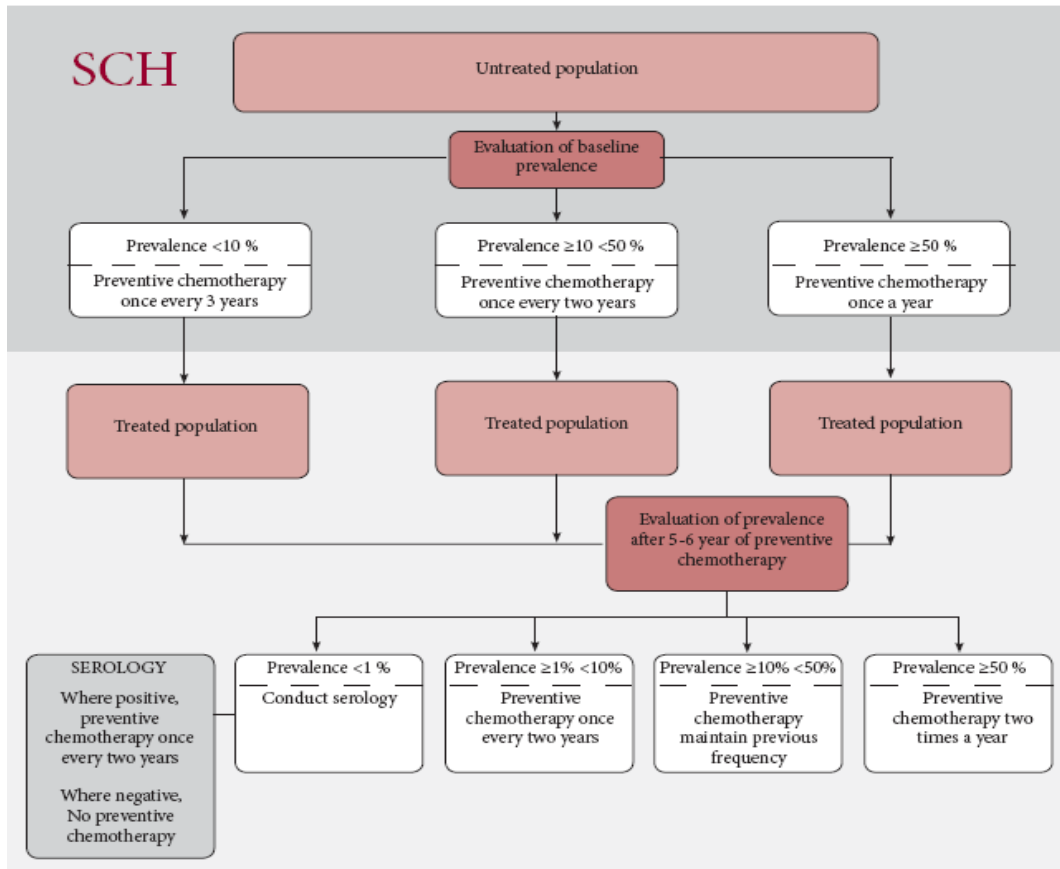 SCH
Untreated population
Evaluation of baseline
prevalence
Prevalence <10 %
Preventive chemotherapy
once every 3 years
Prevalence ≥10 <50 %
Preventive chemotherapy
once every two years
Prevalence ≥50 %
Preventive chemotherapy
once a year
Treated population
Treated population
Treated population
Evaluation of prevalence
after 5-6 year of preventive
chemotherapy
SEROLOGY
Where positive,
preventive
chemotherapy once
every two years
Where negative,
No preventive
chemotherapy
Prevalence <1 %
Conduct serology
Prevalence ≥1% <10%
Preventive
chemotherapy once
every two years
Prevalence ≥10% <50%
Preventive
chemotherapy
maintain previous
frequency
Prevalence ≥50 %
Preventive
chemotherapy two
times a year